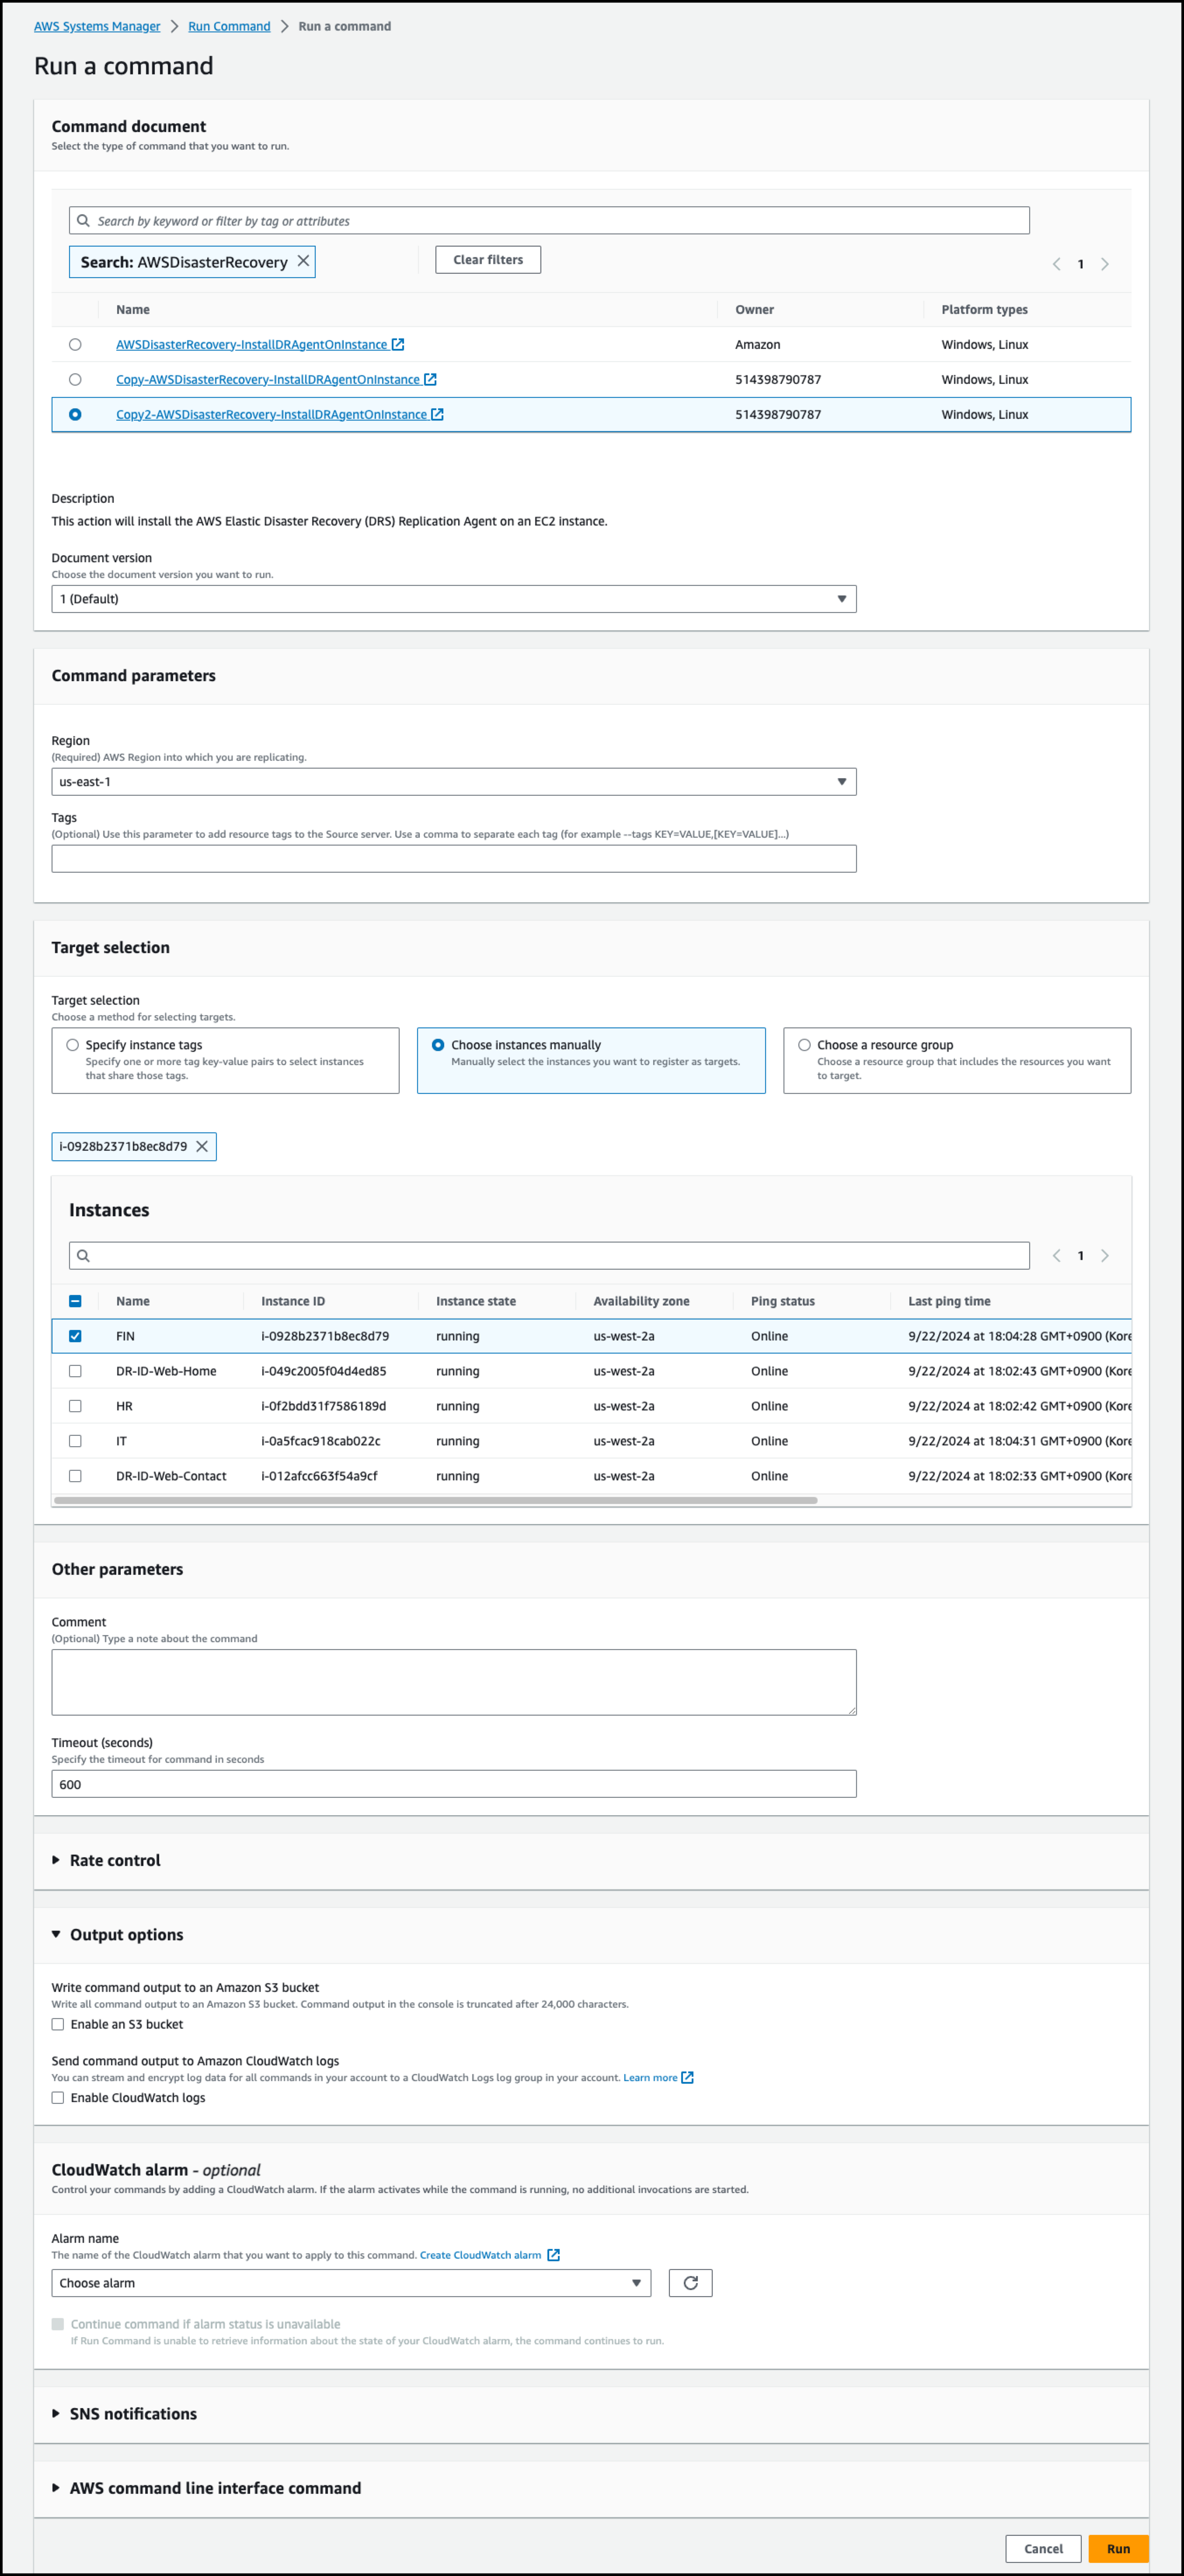 AWS Systems Manager > Run Command > Run a command
Run a command
Command document
Select the type of command that you want to run.
Search by keyword or filter by tag or attributes
Search: AWSDisasterRecovery
Clear filters
1
Name Owner Platform types
AWSDisasterRecovery-InstallDRAgentOnInstance Amazon Windows, Linux
Copy-AWSDisasterRecovery-InstallDRAgentOnInstance 514398790787 Windows, Linux
Copy2-AWSDisasterRecovery-InstallDRAgentOnInstance 514398790787 Windows, Linux
Description
This action will install the AWS Elastic Disaster Recovery (DRS) Replication Agent on an EC2 instance.
Document version
Choose the document version you want to run.
1 (Default)
Command parameters
Region
(Required) AWS Region into which you are replicating.
us-east-1
Tags
(Optional) Use this parameter to add resource tags to the Source server. Use a comma to separate each tag (for example --tags KEY=VALUE,[KEY=VALUE]...)
Target selection
Target selection
Choose a method for selecting targets.
Specify instance tags
Specify one or more tag key-value pairs to select instances
that share those tags.
Choose instances manually
Manually select the instances you want to register as targets.
Choose a resource group
Choose a resource group that includes the resources you want
to target.
i-0928b2371b8ec8d79
Instances
1
Name Instance ID Instance state Availability zone Ping status Last ping time
FIN i-0928b2371b8ec8d79 running us-west-2a Online 9/22/2024 at 18:04:28 GMT+0900 (Kore
DR-ID-Web-Home i-049c2005f04d4ed85 running us-west-2a Online 9/22/2024 at 18:02:43 GMT+0900 (Kore
HR i-0f2bdd31f7586189d running us-west-2a Online 9/22/2024 at 18:02:42 GMT+0900 (Kore
IT i-0a5fcac918cab022c running us-west-2a Online 9/22/2024 at 18:04:31 GMT+0900 (Kore
DR-ID-Web-Contact i-012afcc663f54a9cf running us-west-2a Online 9/22/2024 at 18:02:33 GMT+0900 (Kore
Other parameters
Comment
(Optional) Type a note about the command
Timeout (seconds)
Specify the timeout for command in seconds
600
Rate control
Output options
Write command output to an Amazon S3 bucket
Write all command output to an Amazon S3 bucket. Command output in the console is truncated after 24,000 characters.
Enable an S3 bucket
Send command output to Amazon CloudWatch logs
You can stream and encrypt log data for all commands in your account to a CloudWatch Logs log group in your account. Learn more
Enable CloudWatch logs
CloudWatch alarm - optional
Control your commands by adding a CloudWatch alarm. If the alarm activates while the command is running, no additional invocations are started.
Alarm name
The name of the CloudWatch alarm that you want to apply to this command. Create CloudWatch alarm
Choose alarm
Continue command if alarm status is unavailable
If Run Command is unable to retrieve information about the state of your CloudWatch alarm, the command continues to run.
SNS notifications
AWS command line interface command
Cancel Run